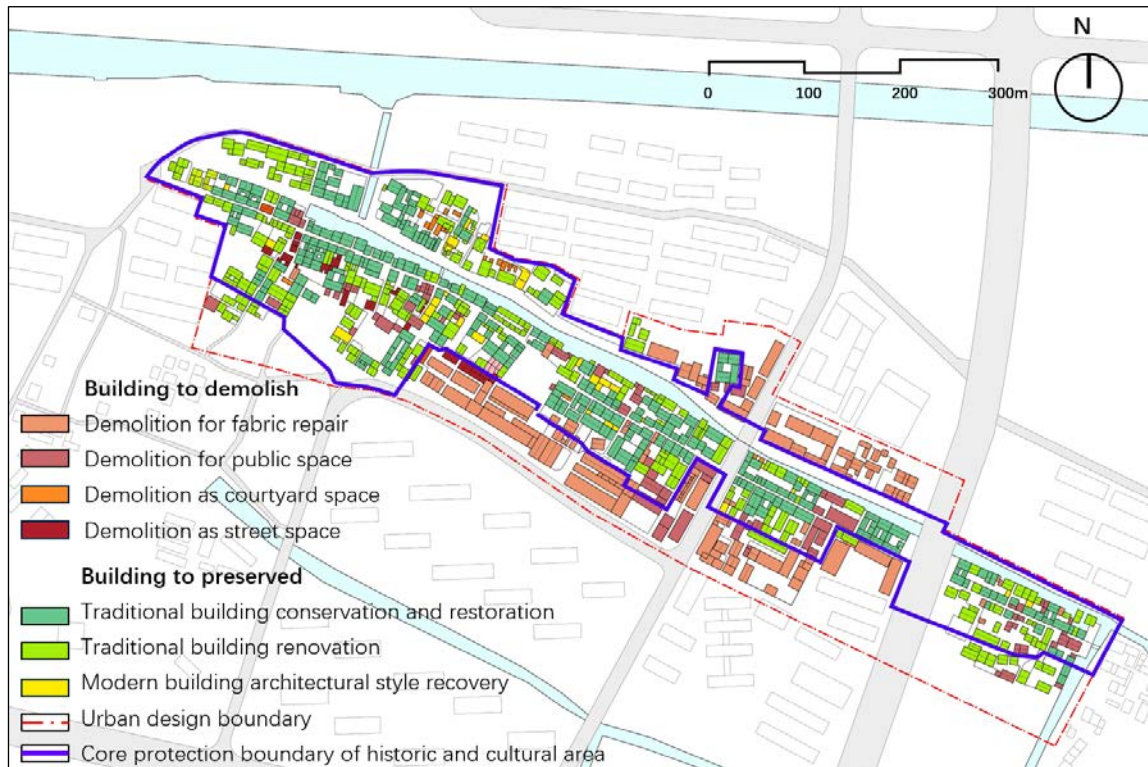 N
0 100 200 300m
Building to demolish
Demolition for fabric repair
Demolition for public space
Demolition as courtyard space
Demolition as street space
Building to preserved
Traditional building conservation and restoration
Traditional building renovation
Modern building architectural style recovery
Urban design boundary
Core protection boundary of historic and cultural area